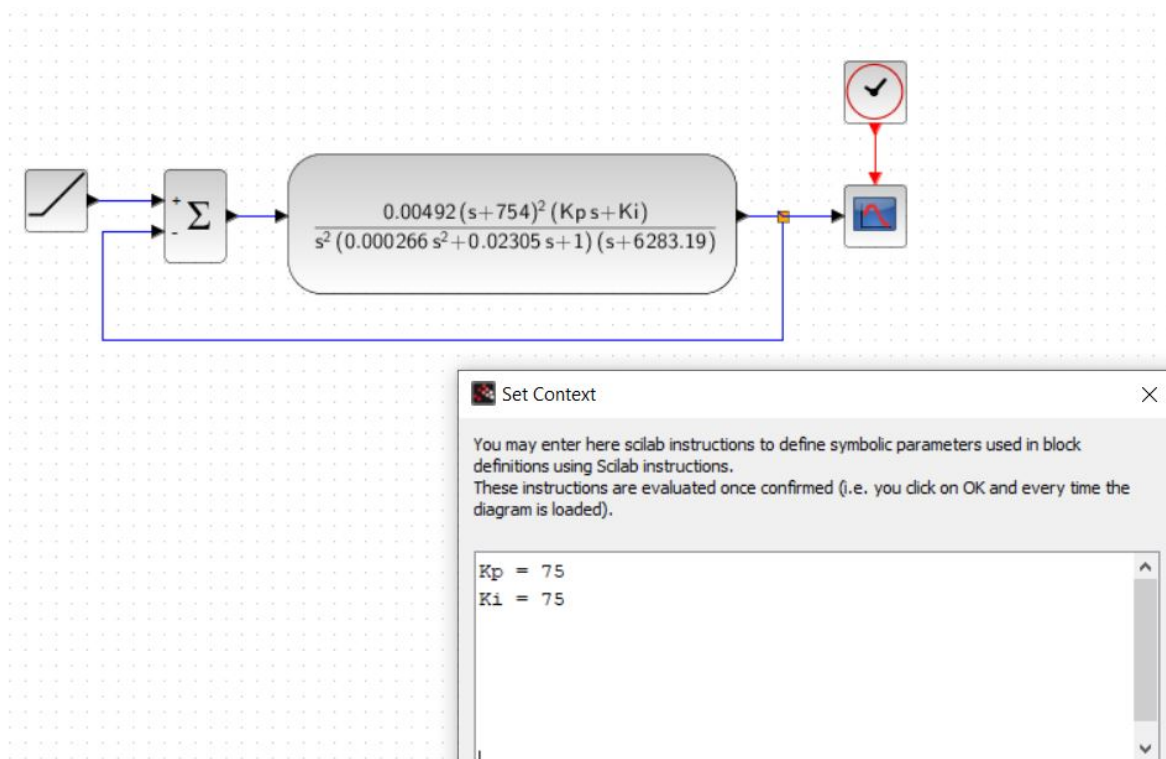 +
Σ
-
0.00492 (s+754)² (Kp s+Ki)
s² (0.000266 s²+0.02305 s+1) (s+6283.19)
Set Context
You may enter here scilab instructions to define symbolic parameters used in block
definitions using Scilab instructions.
These instructions are evaluated once confirmed (i.e. you click on OK and every time the
diagram is loaded).
Kp = 75
Ki = 75